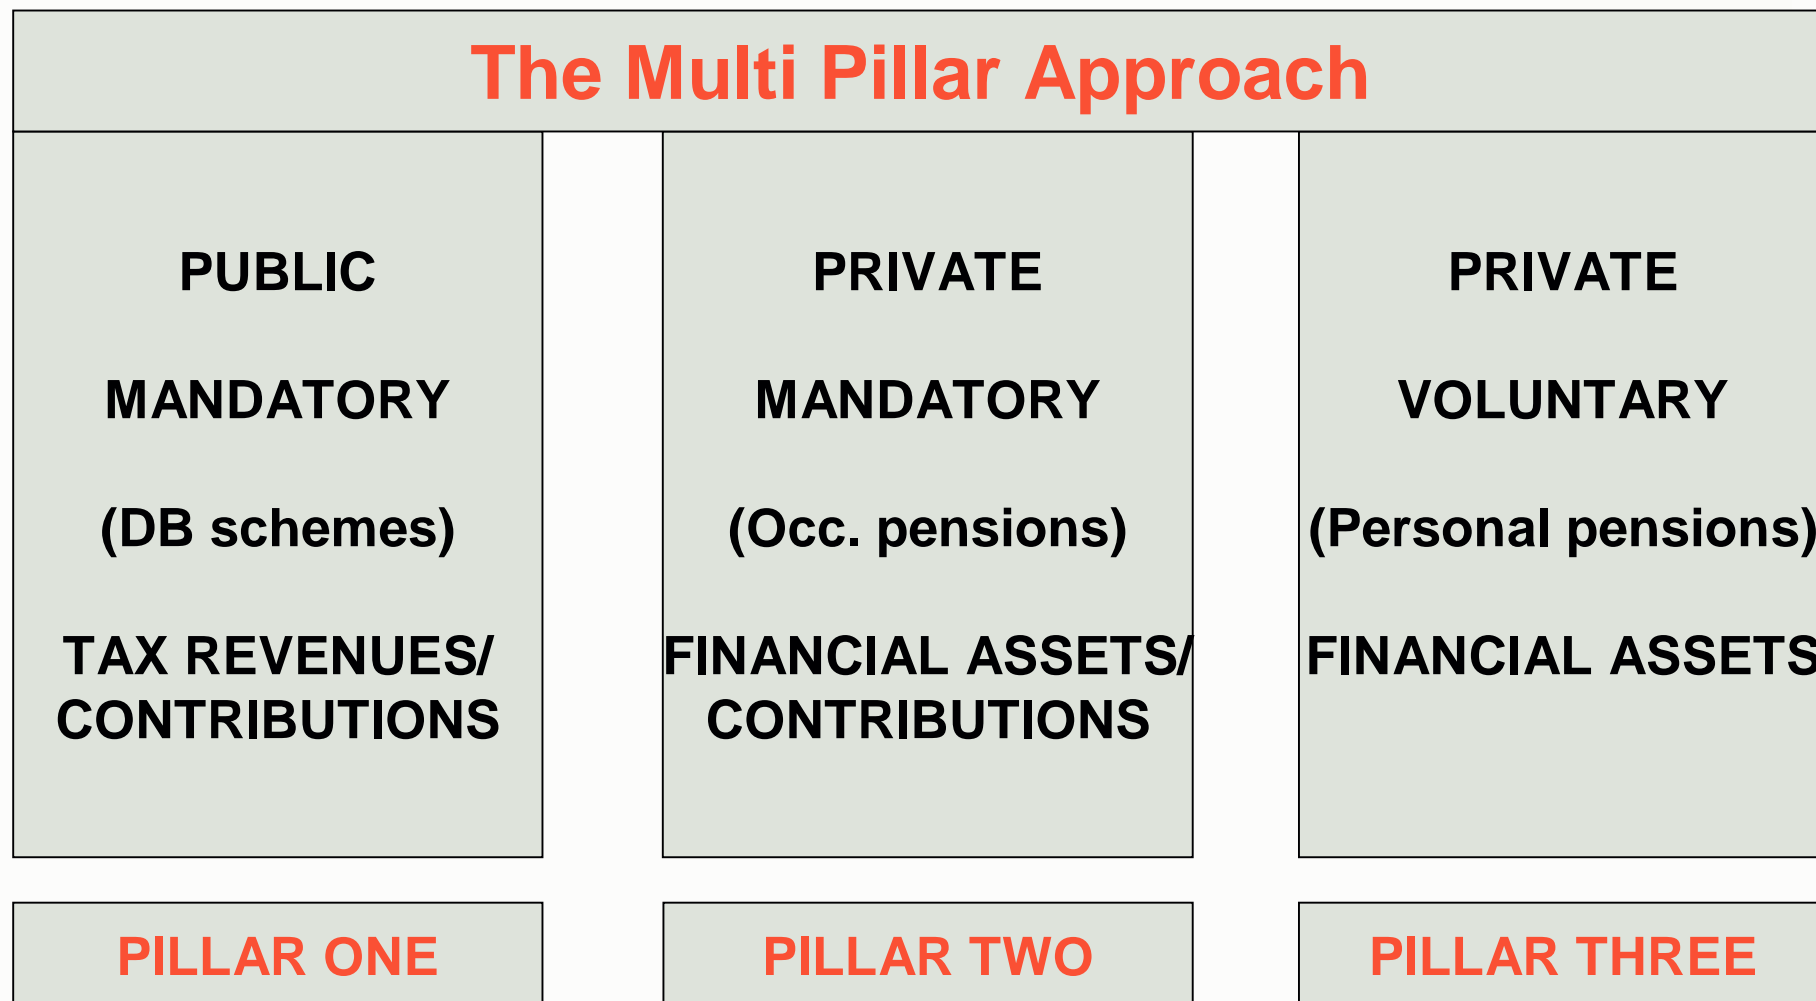 The Multi Pillar Approach
PUBLIC
MANDATORY
(DB schemes)
TAX REVENUES/
CONTRIBUTIONS
PRIVATE
MANDATORY
(Occ. pensions)
FINANCIAL ASSETS/
CONTRIBUTIONS
PRIVATE
VOLUNTARY
(Personal pensions)
FINANCIAL ASSETS
PILLAR ONE
PILLAR TWO
PILLAR THREE